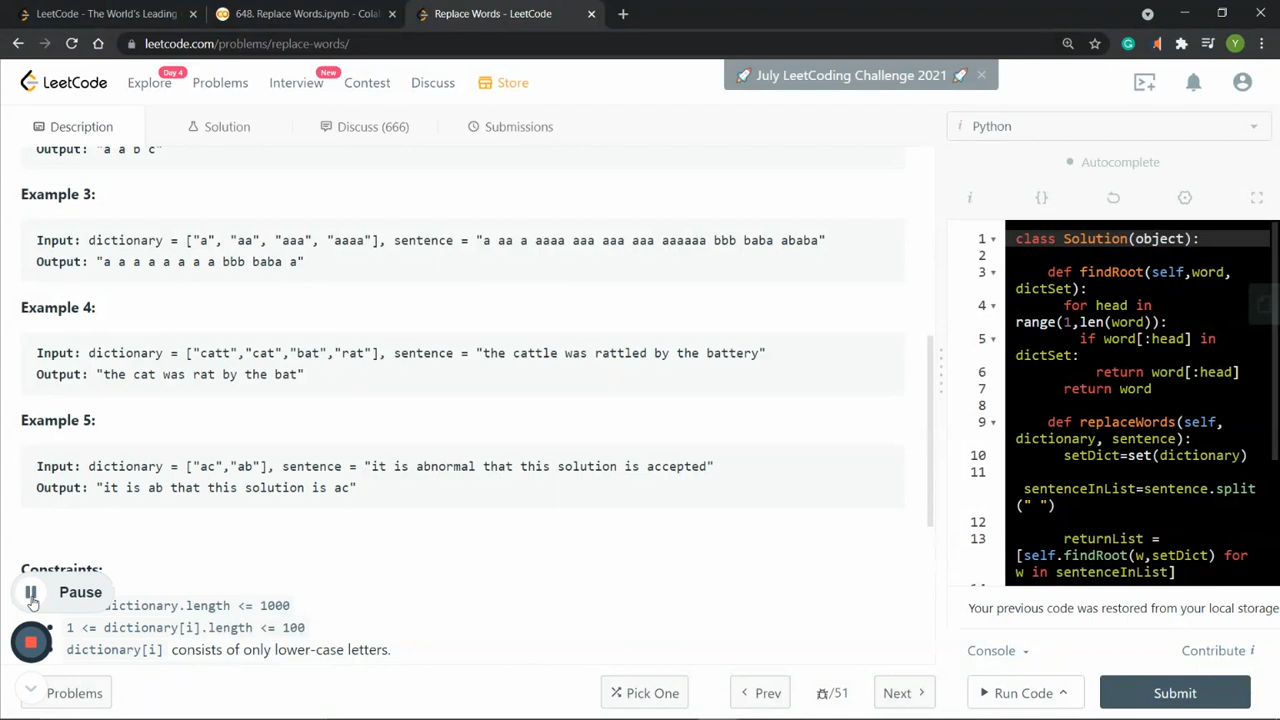 LeetCode - The World's Leading
648. Replace Words.ipynb - Colab
Replace Words - LeetCode
leetcode.com/problems/replace-words/
Y
LeetCode
Explore
Day 4
Problems
Interview
New
Contest
Discuss
Store
🚀 July LeetCoding Challenge 2021 🚀
Description
Solution
Discuss (666)
Submissions
i Python
Autocomplete
Output: "a a b c"
Example 3:
Input: dictionary = ["a", "aa", "aaa", "aaaa"], sentence = "a aa a aaaa aaa aaa aaa aaaaaa bbb baba ababa"
Output: "a a a a a a a a bbb baba a"
Example 4:
Input: dictionary = ["catt","cat","bat","rat"], sentence = "the cattle was rattled by the battery"
Output: "the cat was rat by the bat"
Example 5:
Input: dictionary = ["ac","ab"], sentence = "it is abnormal that this solution is accepted"
Output: "it is ab that this solution is ac"
Constraints:
dictionary.length <= 1000
1 <= dictionary[i].length <= 100
dictionary[i] consists of only lower-case letters.
Pause
Problems
Pick One
Prev
/51
Next
i {}
1 class Solution(object):
2
3 def findRoot(self,word,
dictSet):
4 for head in
range(1,len(word)):
5 if word[:head] in
dictSet:
6 return word[:head]
7 return word
8
9 def replaceWords(self,
dictionary, sentence):
10 setDict=set(dictionary)
11
sentenceInList=sentence.split
(" ")
12
13 returnList =
[self.findRoot(w,setDict) for
w in sentenceInList]
Your previous code was restored from your local storage
Console
Contribute i
Run Code
Submit